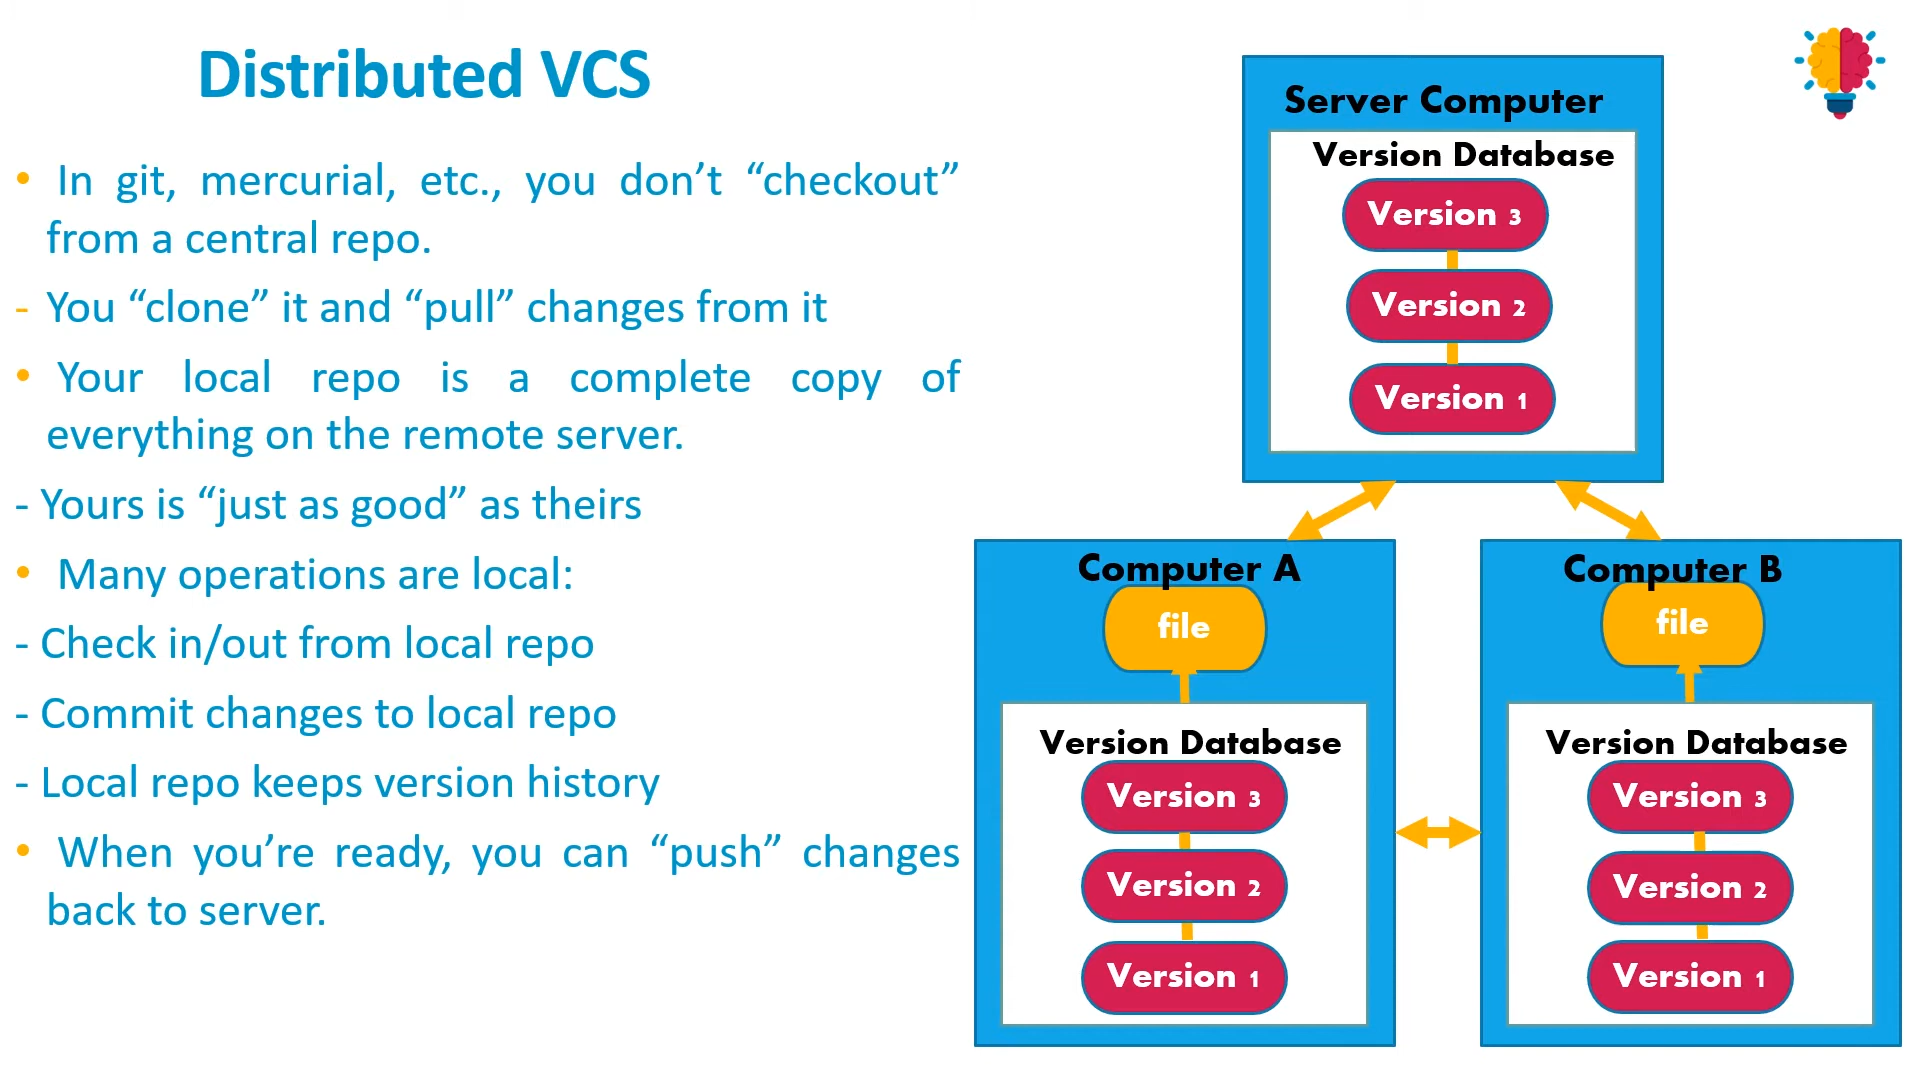 Distributed VCS
• In git, mercurial, etc., you don’t “checkout”
from a central repo.
- You “clone” it and “pull” changes from it
• Your local repo is a complete copy of
everything on the remote server.
- Yours is “just as good” as theirs
• Many operations are local:
- Check in/out from local repo
- Commit changes to local repo
- Local repo keeps version history
• When you’re ready, you can “push” changes
back to server.
Server Computer
Version Database
Version 3
Version 2
Version 1
Computer A
file
Version Database
Version 3
Version 2
Version 1
Computer B
file
Version Database
Version 3
Version 2
Version 1